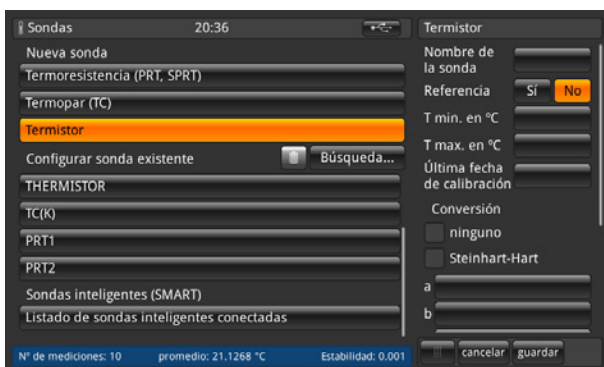 Sondas 20:36
Nueva sonda
Termoresistencia (PRT, SPRT)
Termopar (TC)
Termistor
Configurar sonda existente Búsqueda...
THERMISTOR
TC(K)
PRT1
PRT2
Sondas inteligentes (SMART)
Listado de sondas inteligentes conectadas
Nº de mediciones: 10 promedio: 21.1268 °C Estabilidad: 0.001
Termistor
Nombre de
la sonda
Referencia Sí No
T min. en ºC
T max. en ºC
Última fecha
de calibración
Conversión
ninguno
Steinhart-Hart
a
b
cancelar guardar